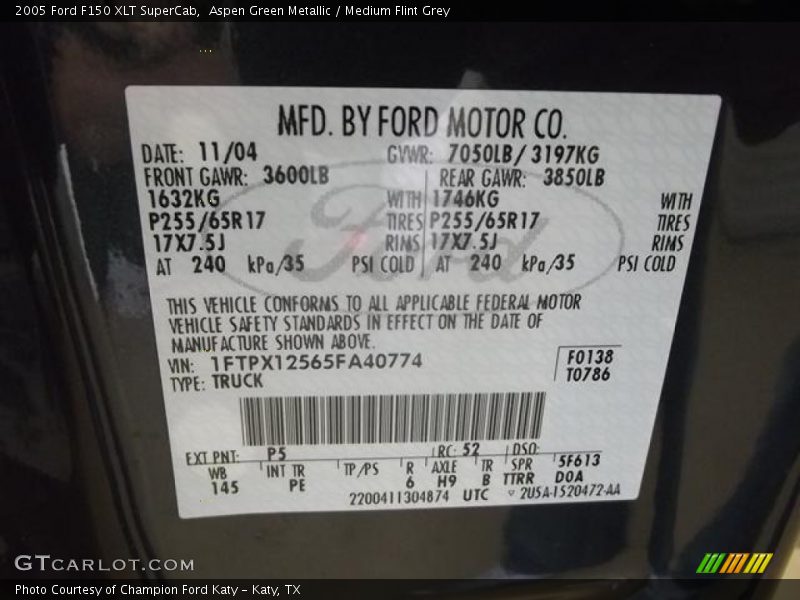 2005 Ford F150 XLT SuperCab,  Aspen Green Metallic / Medium Flint Grey
MFD. BY FORD MOTOR CO.
DATE: 11/04 GVWR: 7050LB/ 3197KG
FRONT GAWR: 3600LB REAR GAWR: 3850LB
1632KG WITH 1746KG WITH
P255/65R17 TIRES P255/65R17 TIRES
17X7.5J RIMS 17X7.5J RIMS
AT 240 kPa/35 PSI COLD AT 240 kPa/35 PSI COLD
THIS VEHICLE CONFORMS TO ALL APPLICABLE FEDERAL MOTOR
VEHICLE SAFETY STANDARDS IN EFFECT ON THE DATE OF
MANUFACTURE SHOWN ABOVE.
VIN: 1FTPX12565FA40774 F0138
TYPE: TRUCK T0786
EXT PNT: P5 RC: 52 DSO:
WB INT TR TP/PS R AXLE TR SPR 5F613
145 PE 6 H9 B TTRR DOA
2200411304874 UTC 2U5A-1520472-AA
Ford
GTCARLOT.COM
Photo Courtesy of Champion Ford Katy – Katy, TX